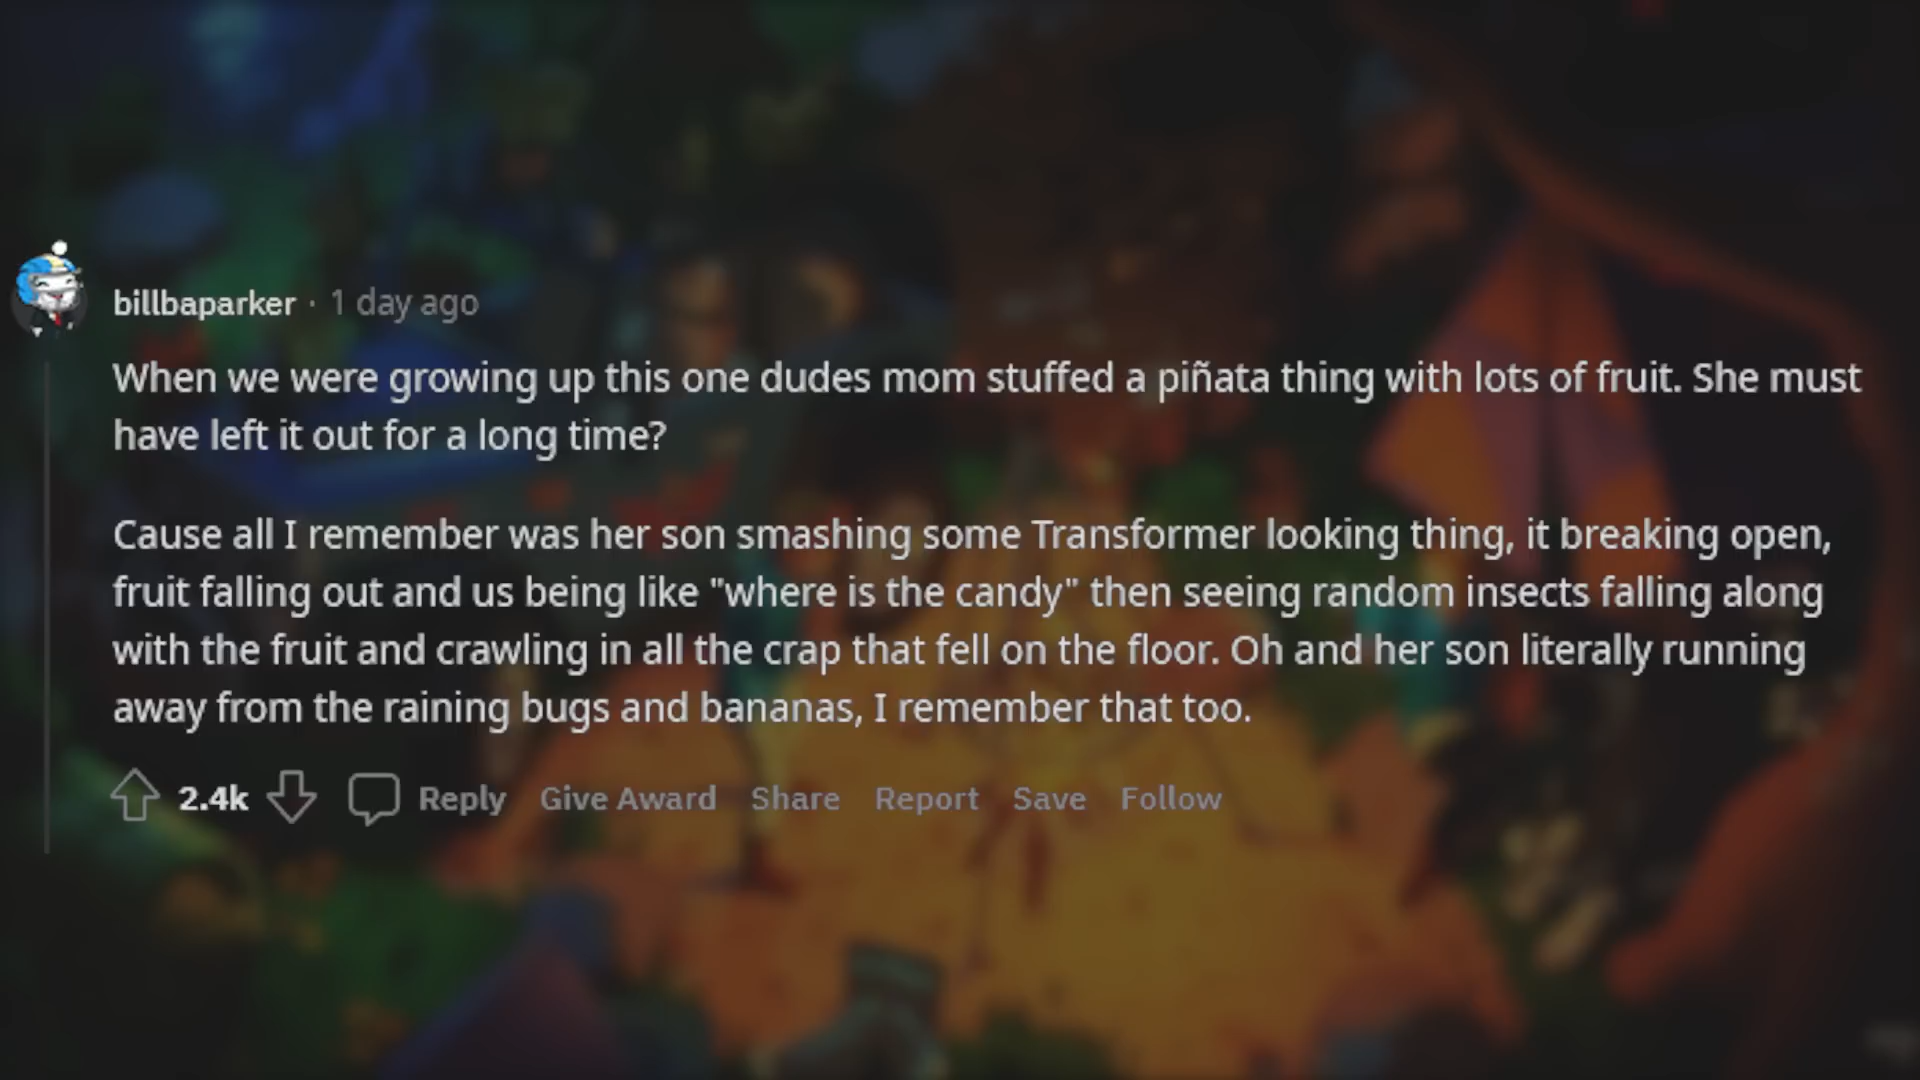 billbaparker · 1 day ago
When we were growing up this one dudes mom stuffed a piñata thing with lots of fruit. She must
have left it out for a long time?
Cause all I remember was her son smashing some Transformer looking thing, it breaking open,
fruit falling out and us being like "where is the candy" then seeing random insects falling along
with the fruit and crawling in all the crap that fell on the floor. Oh and her son literally running
away from the raining bugs and bananas, I remember that too.
2.4k Reply Give Award Share Report Save Follow